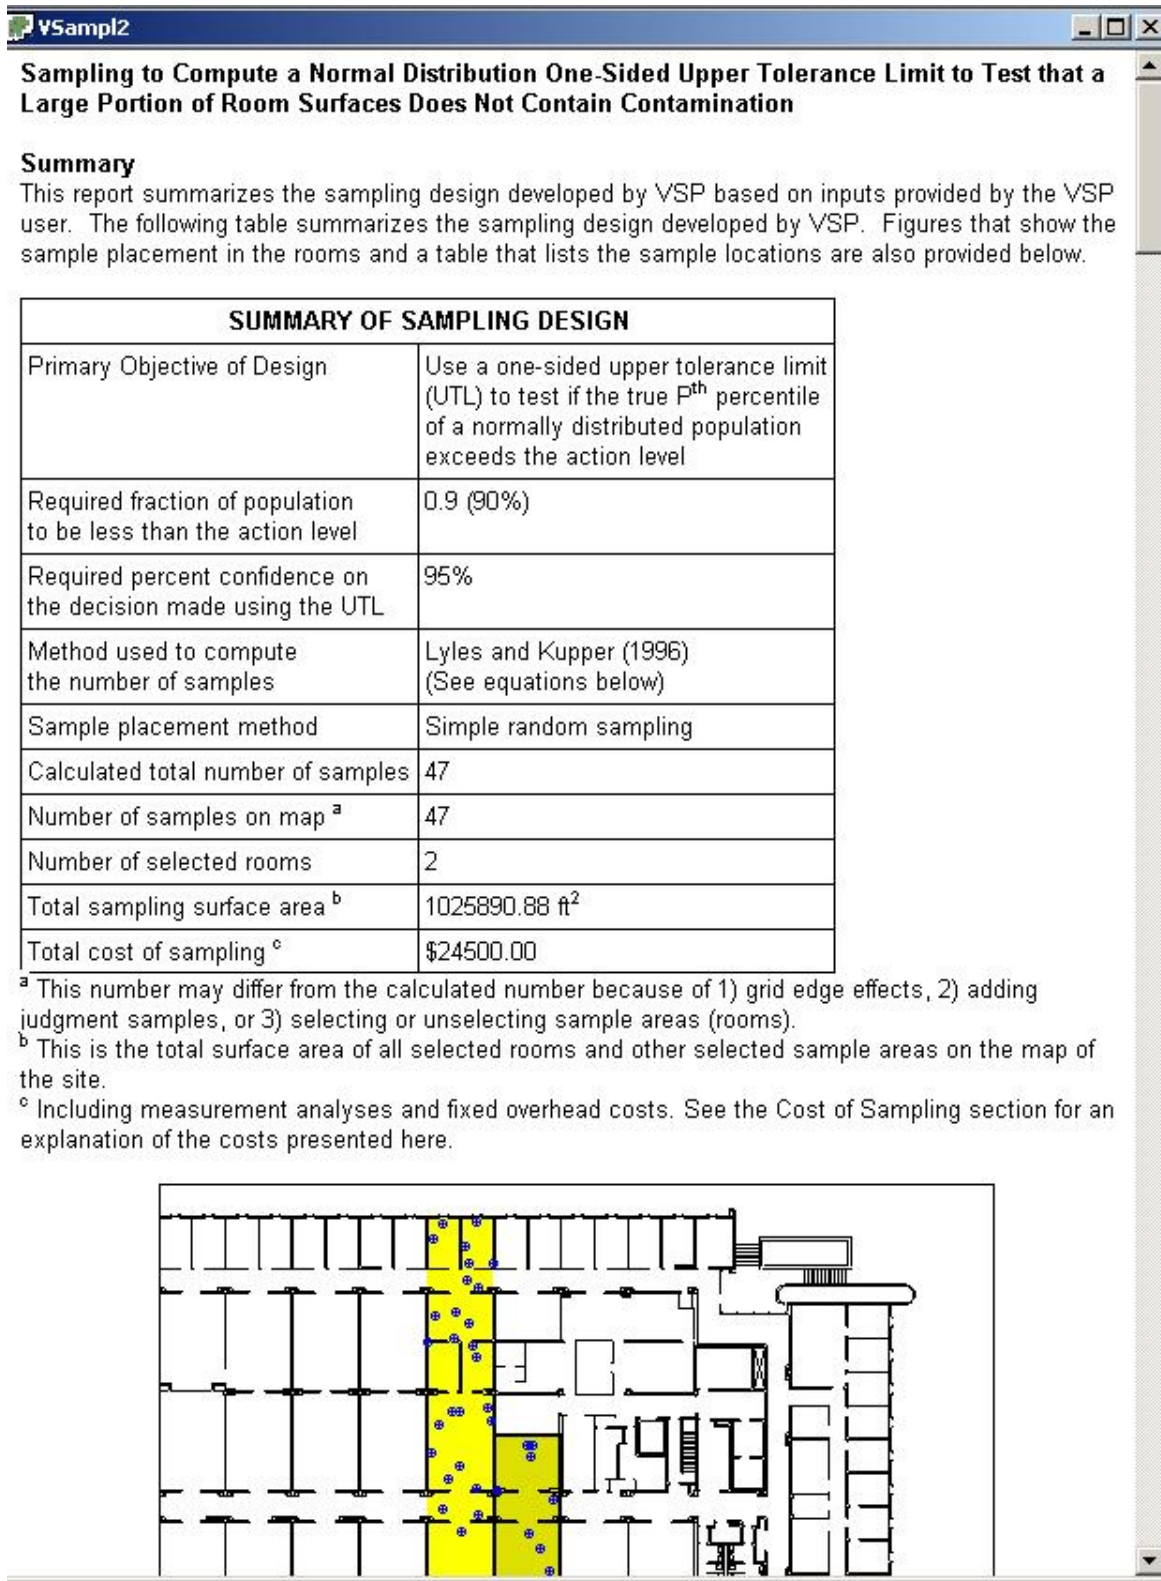 VSampl2
Sampling to Compute a Normal Distribution One-Sided Upper Tolerance Limit to Test that a
Large Portion of Room Surfaces Does Not Contain Contamination
Summary
This report summarizes the sampling design developed by VSP based on inputs provided by the VSP
user. The following table summarizes the sampling design developed by VSP. Figures that show the
sample placement in the rooms and a table that lists the sample locations are also provided below.
SUMMARY OF SAMPLING DESIGN
Primary Objective of Design
Use a one-sided upper tolerance limit
(UTL) to test if the true Pth percentile
of a normally distributed population
exceeds the action level
Required fraction of population
to be less than the action level
0.9 (90%)
Required percent confidence on
the decision made using the UTL
95%
Method used to compute
the number of samples
Lyles and Kupper (1996)
(See equations below)
Sample placement method
Simple random sampling
Calculated total number of samples
47
Number of samples on map a
47
Number of selected rooms
2
Total sampling surface area b
1025890.88 ft2
Total cost of sampling c
$24500.00
a This number may differ from the calculated number because of 1) grid edge effects, 2) adding
judgment samples, or 3) selecting or unselecting sample areas (rooms).
b This is the total surface area of all selected rooms and other selected sample areas on the map of
the site.
c Including measurement analyses and fixed overhead costs. See the Cost of Sampling section for an
explanation of the costs presented here.